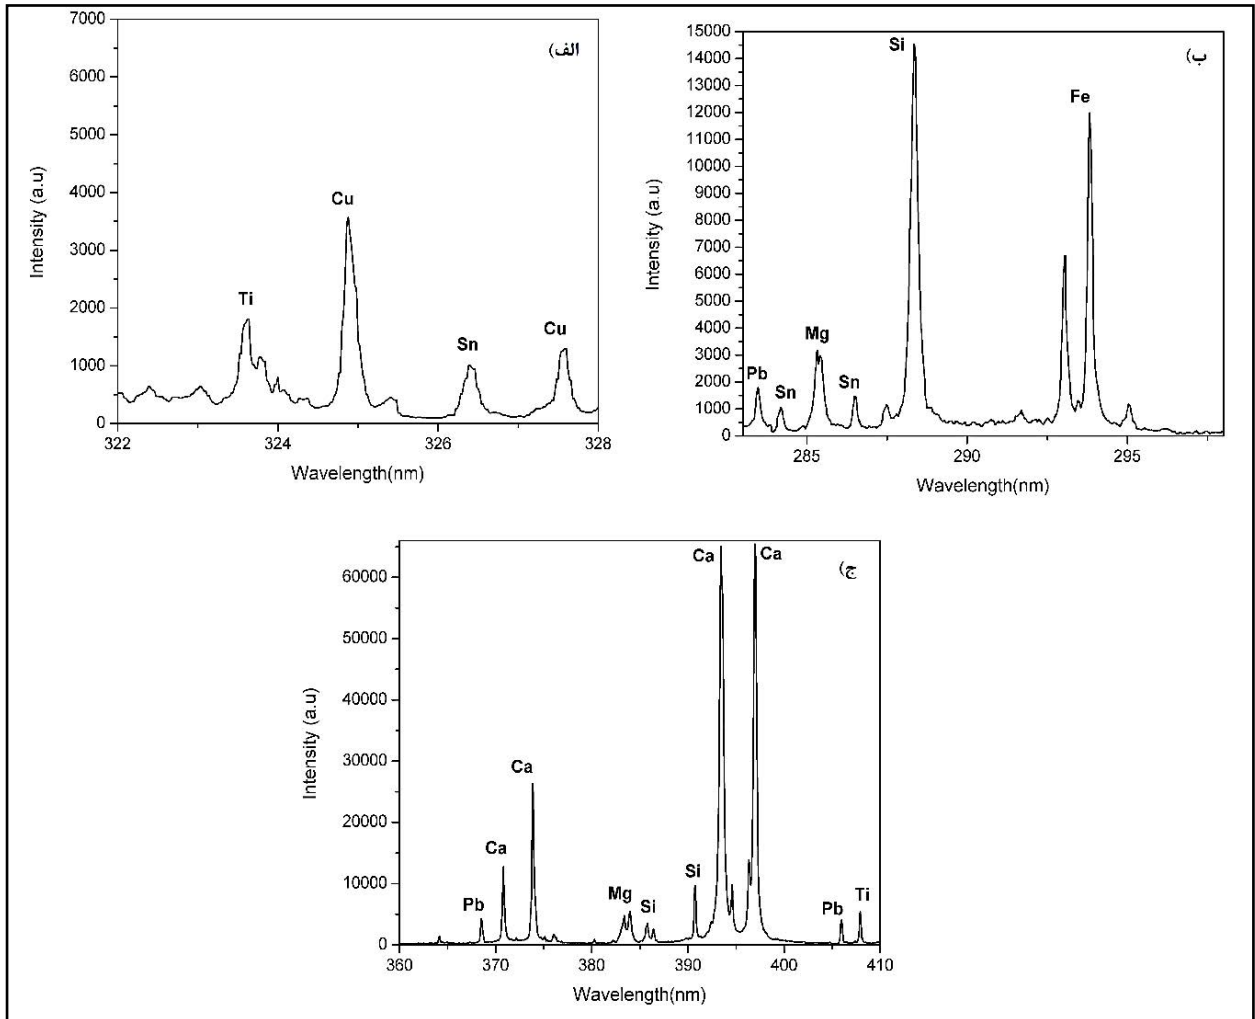 الف)
7000
6000
5000
4000
3000
2000
1000
0
Intensity (a.u)
Ti
Cu
Sn
Cu
322
324
326
328
Wavelength(nm)
ب)
15000
14000
13000
12000
11000
10000
9000
8000
7000
6000
5000
4000
3000
2000
1000
0
Intensity (a.u)
Pb
Sn
Mg
Sn
Si
Fe
285
290
295
Wavelength(nm)
ج)
60000
50000
40000
30000
20000
10000
0
Intensity (a.u)
Pb
Ca
Ca
Mg
Si
Si
Ca
Ca
Pb
Ti
360
370
380
390
400
410
Wavelength(nm)